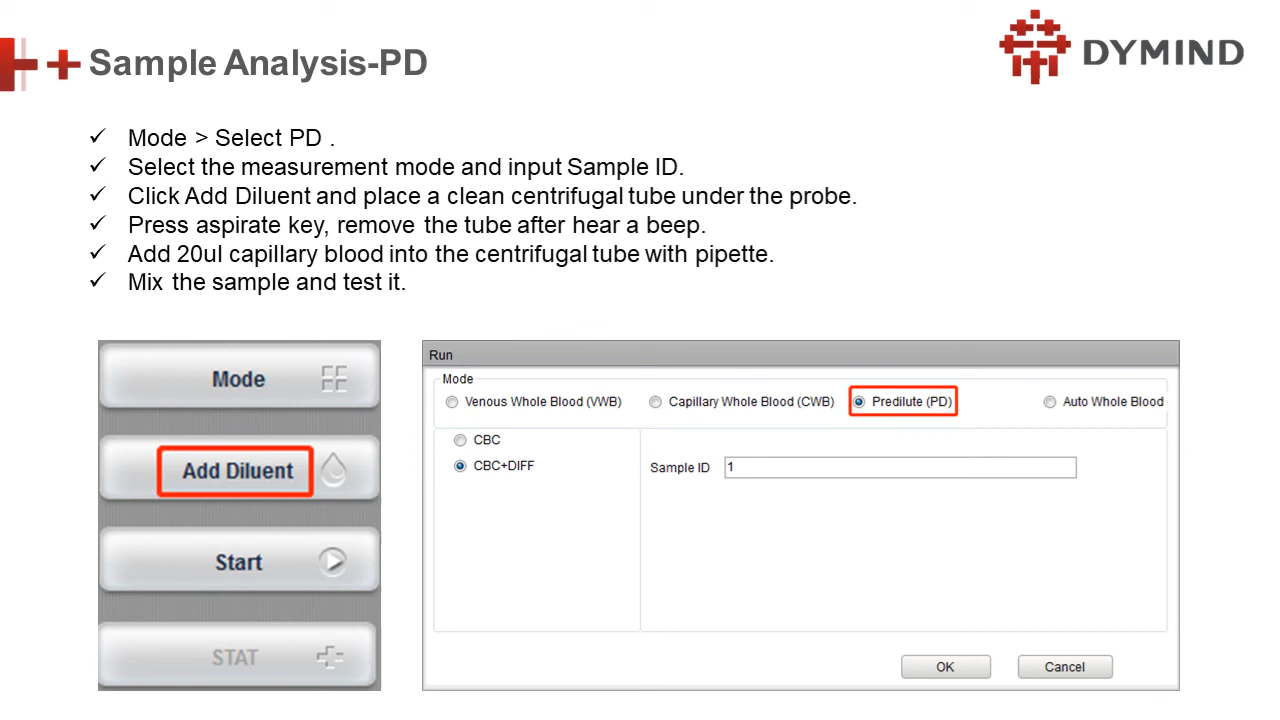 Sample Analysis-PD
DYMIND
✓ Mode > Select PD .
✓ Select the measurement mode and input Sample ID.
✓ Click Add Diluent and place a clean centrifugal tube under the probe.
✓ Press aspirate key, remove the tube after hear a beep.
✓ Add 20ul capillary blood into the centrifugal tube with pipette.
✓ Mix the sample and test it.
Mode
Add Diluent
Start
STAT
Run
Mode
Venous Whole Blood (VWB) Capillary Whole Blood (CWB) Predilute (PD) Auto Whole Blood
CBC
CBC+DIFF
Sample ID 1
OK Cancel